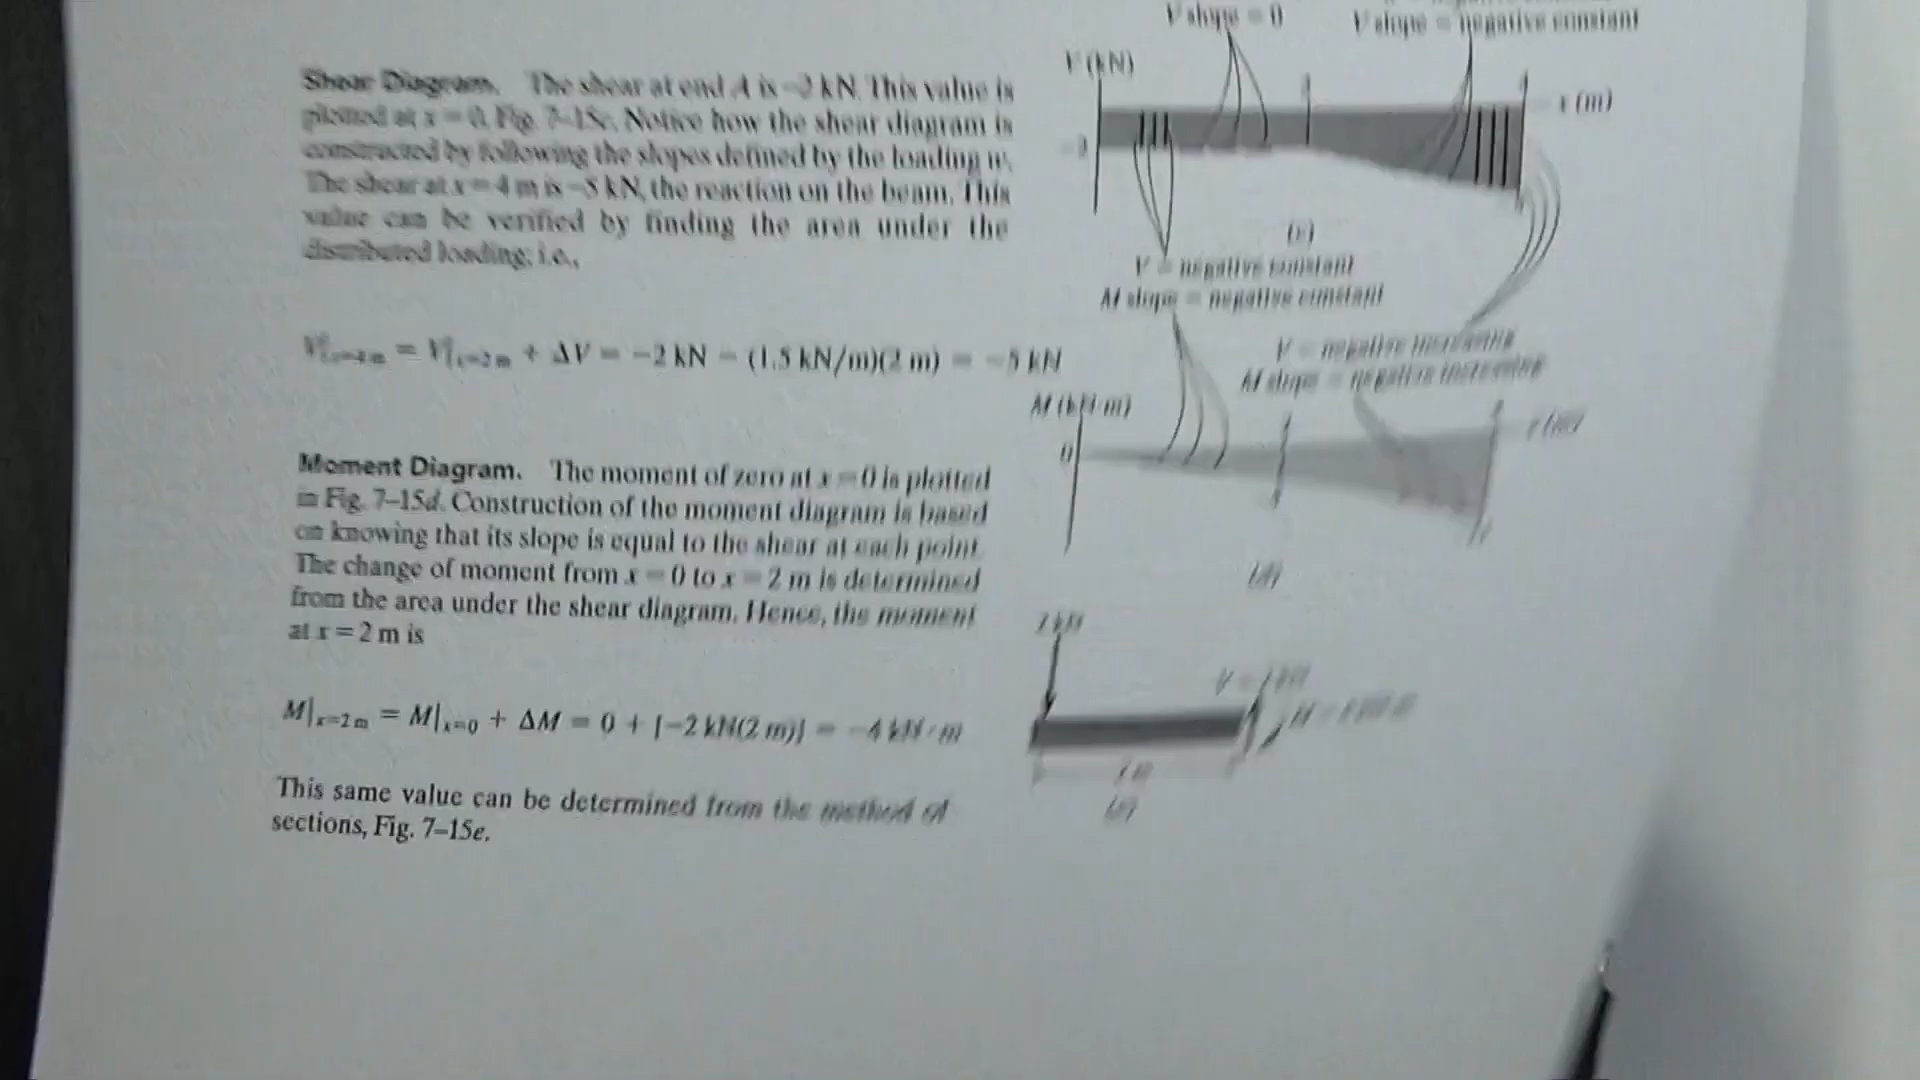 Shear Diagram. The shear at end A is −2 kN. This value is
plotted at x = 0, Fig. 7–15c. Notice how the shear diagram is
constructed by following the slopes defined by the loading w.
The shear at x = 4 m is −5 kN, the reaction on the beam. This
value can be verified by finding the area under the
distributed loading; i.e.,
V|x=4 m = V|x=2 m + ΔV = −2 kN − (1.5 kN/m)(2 m) = −5 kN
Moment Diagram. The moment of zero at x = 0 is plotted
in Fig. 7–15d. Construction of the moment diagram is based
on knowing that its slope is equal to the shear at each point.
The change of moment from x = 0 to x = 2 m is determined
from the area under the shear diagram. Hence, the moment
at x = 2 m is
M|x=2 m = M|x=0 + ΔM = 0 + [−2 kN(2 m)] = −4 kN · m
This same value can be determined from the method of
sections, Fig. 7–15e.
V slope = 0
V slope = negative constant
V (kN)
x (m)
−2
(c)
V = negative constant
M slope = negative constant
V = negative increasing
M slope = negative increasing
M (kN·m)
0
x (m)
(d)
2 kN